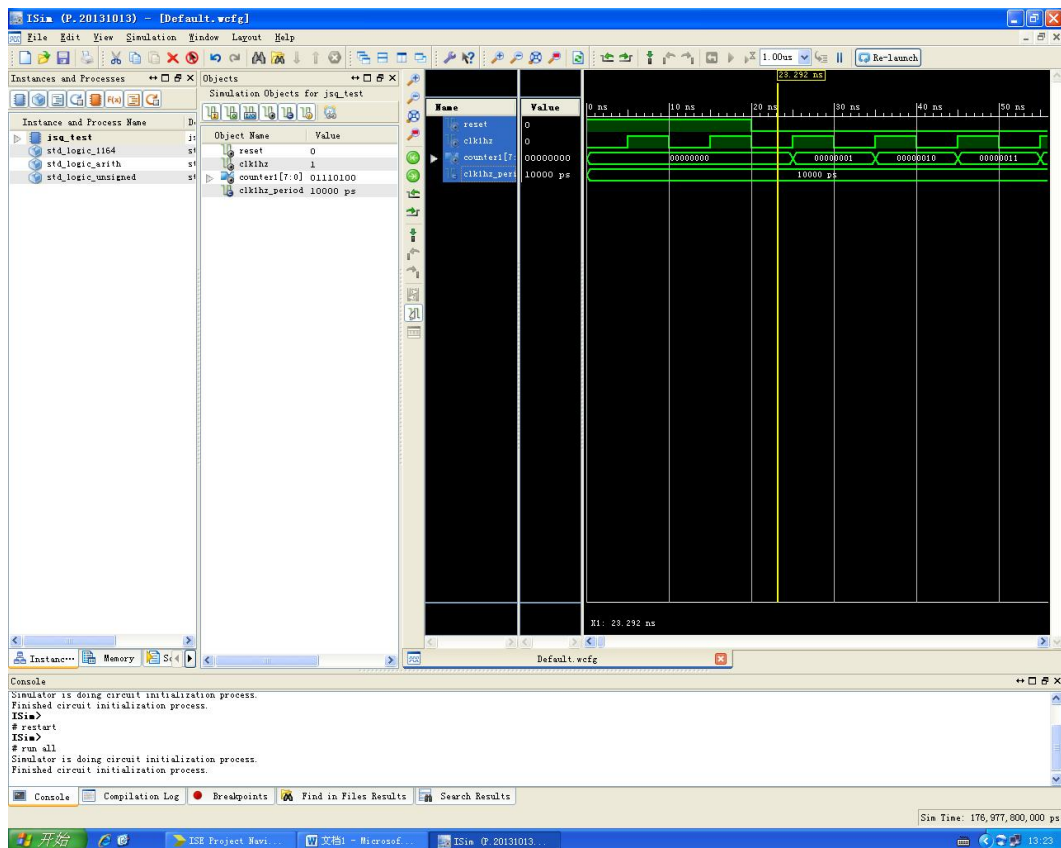 ISim (P.20131013) - [Default.wcfg]
File Edit View Simulation Window Layout Help
1.00us
Re-launch
Instances and Processes
Instance and Process Name
jsq_test
std_logic_1164
std_logic_arith
std_logic_unsigned
Instanc...
Memory
Objects
Simulation Objects for jsq_test
Object Name Value
reset 0
clk1hz 1
counter1[7:0] 01110100
clk1hz_period 10000 ps
23.292 ns
Name Value
0 ns 10 ns 20 ns 30 ns 40 ns 50 ns
reset 0
clk1hz 0
counter1[7: 00000000 00000000 00000001 00000010 00000011
clk1hz_peri 10000 ps 10000 ps
X1: 23.292 ns
Default.wcfg
Console
Simulator is doing circuit initialization process.
Finished circuit initialization process.
ISim>
# restart
ISim>
# run all
Simulator is doing circuit initialization process.
Finished circuit initialization process.
Console Compilation Log Breakpoints Find in Files Results Search Results
Sim Time: 176,977,800,000 ps
开始 ISE Project Navi... 文档1 - Microsof... ISim (P.20131013... 13:23